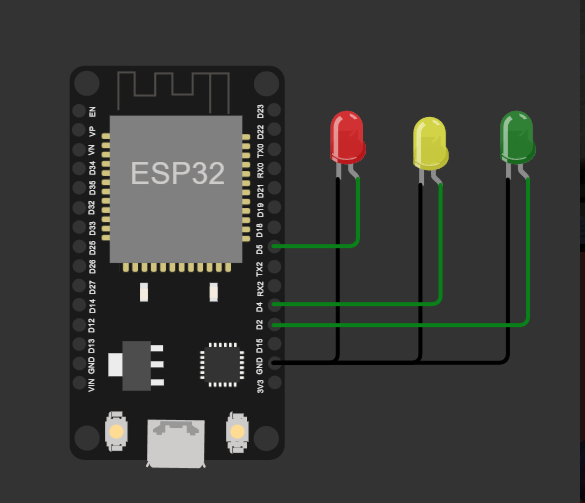 ESP32
EN
VP
VN
D34
D35
D32
D33
D25
D26
D27
D14
D12
D13
GND
VIN
D23
D22
TX0
RX0
D21
D19
D18
D5
TX2
RX2
D4
D2
D15
GND
3V3